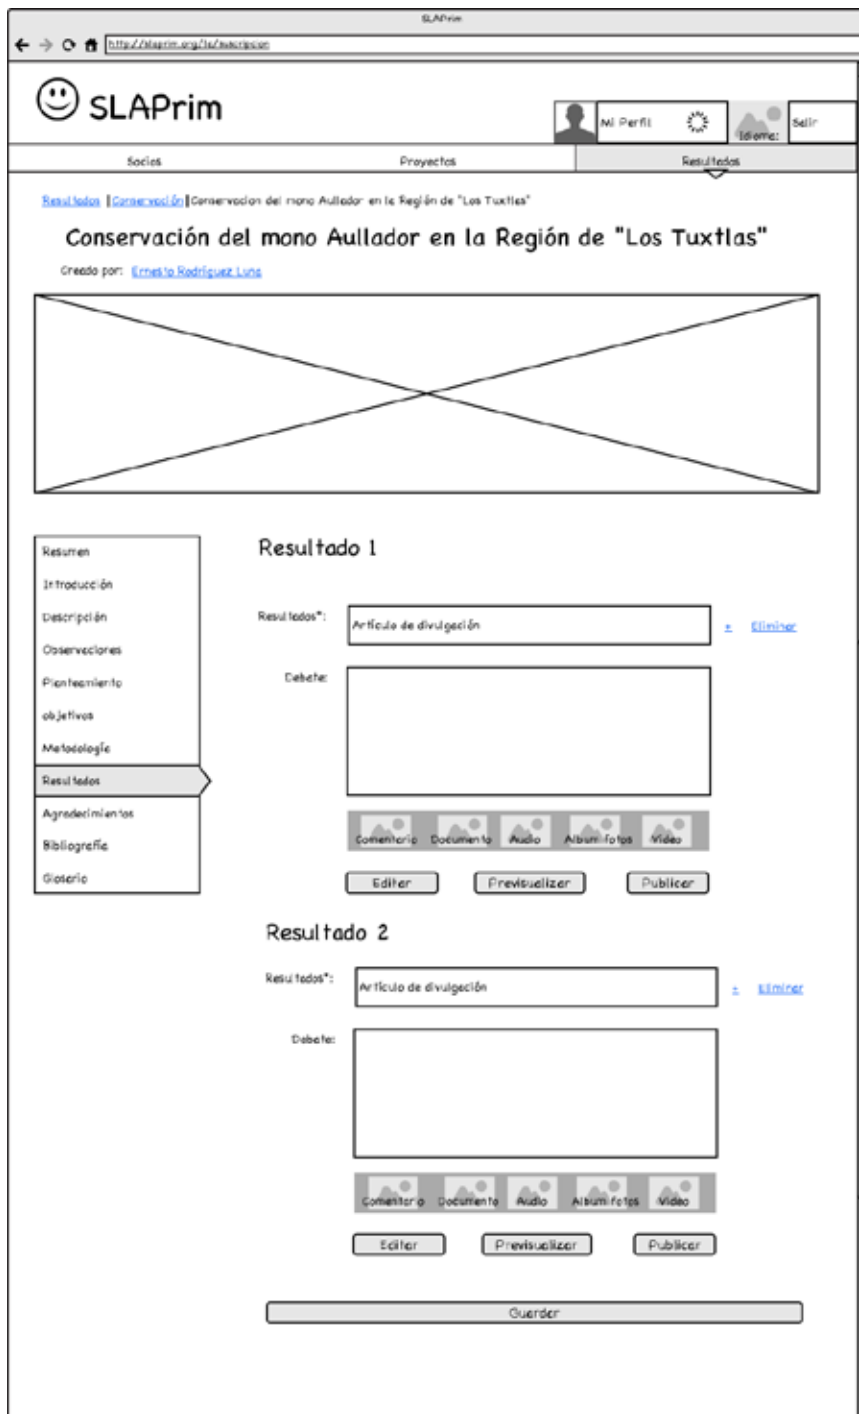 SLAPrim
http://slaprim.org/la/suscripcion
SLAPrim
Mi Perfil Idioma: Salir
Socios Proyectos Resultados
Resultados | Conservación | Conservacion del mono Aullador en la Región de "Los Tuxtlas"
Conservación del mono Aullador en la Región de "Los Tuxtlas"
Creado por: Ernesto Rodríguez Luna
Resumen
Introducción
Descripción
Observaciones
Planteamiento
objetivos
Metodología
Resultados
Agradecimientos
Bibliografía
Glosario
Resultado 1
Resultados*: Artículo de divulgación + Eliminar
Debate:
Comentario Documento Audio Album fotos Video
Editar Previsualizar Publicar
Resultado 2
Resultados*: Artículo de divulgación + Eliminar
Debate:
Comentario Documento Audio Album fotos Video
Editar Previsualizar Publicar
Guardar